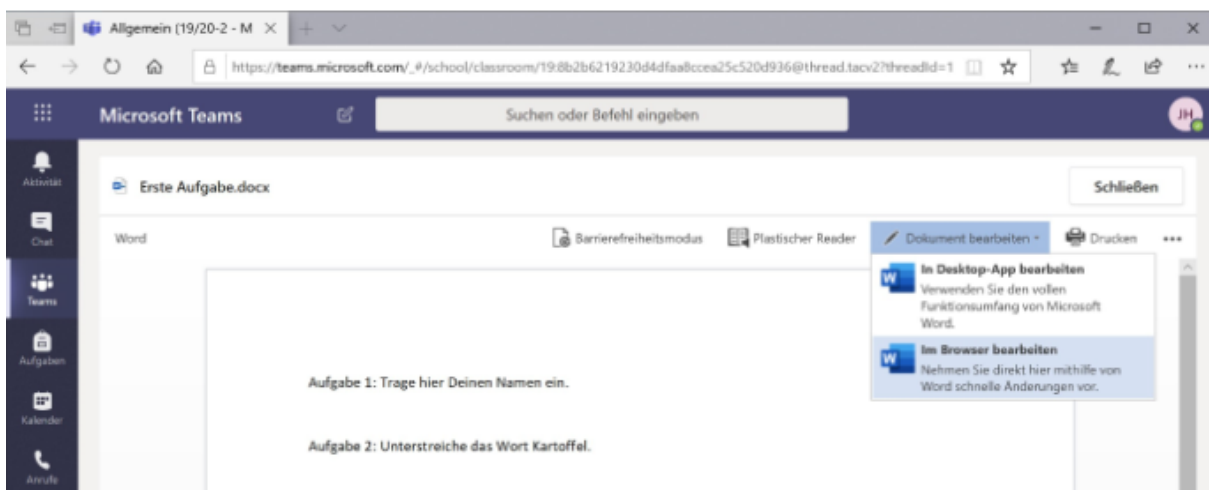 Allgemein (19/20-2 - M
https://teams.microsoft.com/_#/school/classroom/19:8b2b6219230d4dfaa8ccea25c520d936@thread.tacv2?threadId=1
Microsoft Teams
Suchen oder Befehl eingeben
JH
Aktivität
Erste Aufgabe.docx
Schließen
Chat
Word
Barrierefreiheitsmodus
Plastischer Reader
Dokument bearbeiten
Drucken
Teams
In Desktop-App bearbeiten
Verwenden Sie den vollen
Funktionsumfang von Microsoft
Word.
Aufgaben
Im Browser bearbeiten
Nehmen Sie direkt hier mithilfe von
Word schnelle Änderungen vor.
Aufgabe 1: Trage hier Deinen Namen ein.
Kalender
Aufgabe 2: Unterstreiche das Wort Kartoffel.
Anrufe